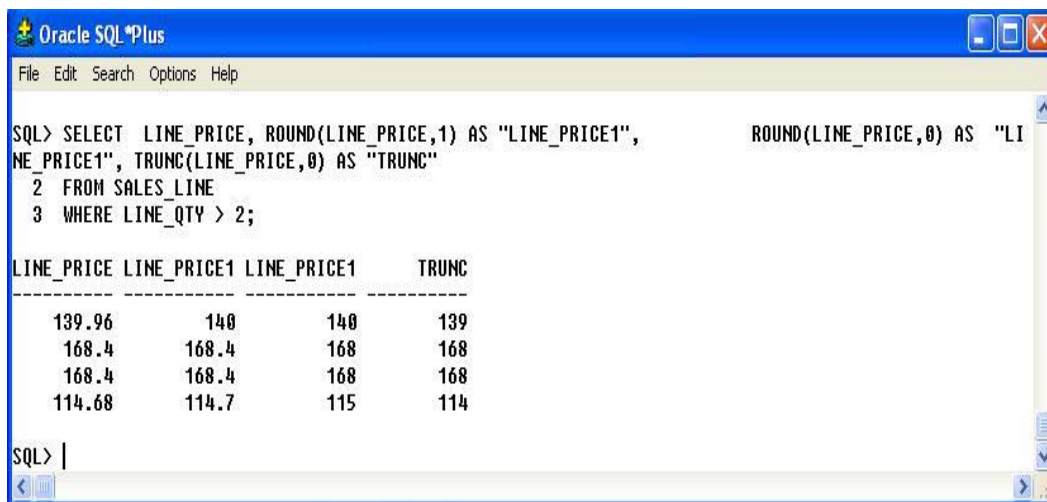 Oracle SQL*Plus
File Edit Search Options Help
SQL> SELECT LINE_PRICE, ROUND(LINE_PRICE,1) AS "LINE_PRICE1", ROUND(LINE_PRICE,0) AS "LI
NE_PRICE1", TRUNC(LINE_PRICE,0) AS "TRUNC"
2 FROM SALES_LINE
3 WHERE LINE_QTY > 2;
LINE_PRICE LINE_PRICE1 LINE_PRICE1 TRUNC
---------- ----------- ----------- ----------
139.96 140 140 139
168.4 168.4 168 168
168.4 168.4 168 168
114.68 114.7 115 114
SQL>